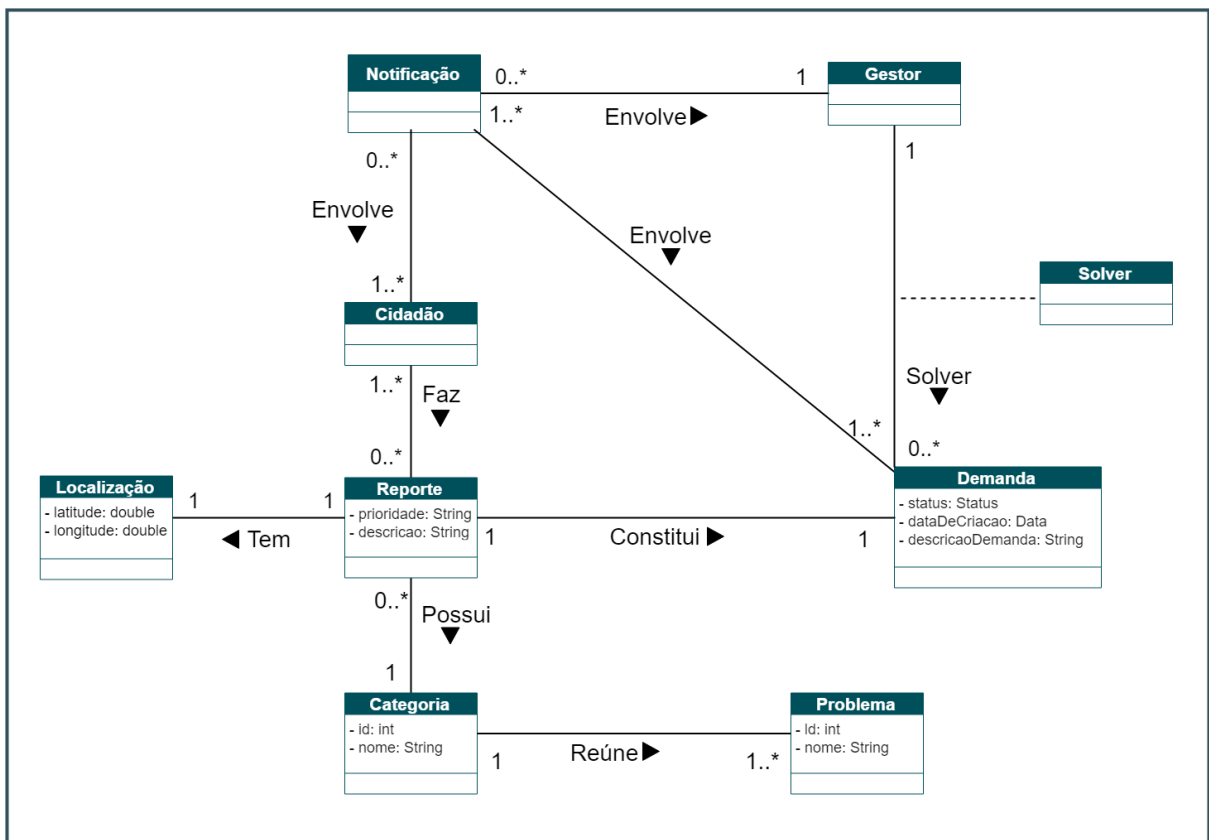 Notificação
0..*
1
Gestor
Envolve
1..*
0..*
1
Envolve
Envolve
Solver
1..*
Cidadão
Solver
1..*
Faz
1..*
0..*
0..*
Localização
- latitude: double
- longitude: double
1
1
Reporte
- prioridade: String
- descricao: String
Demanda
- status: Status
- dataDeCriacao: Data
- descricaoDemanda: String
Tem
1
Constitui
1
0..*
Possui
1
Categoria
- id: int
- nome: String
Problema
- Id: int
- nome: String
1
Reúne
1..*